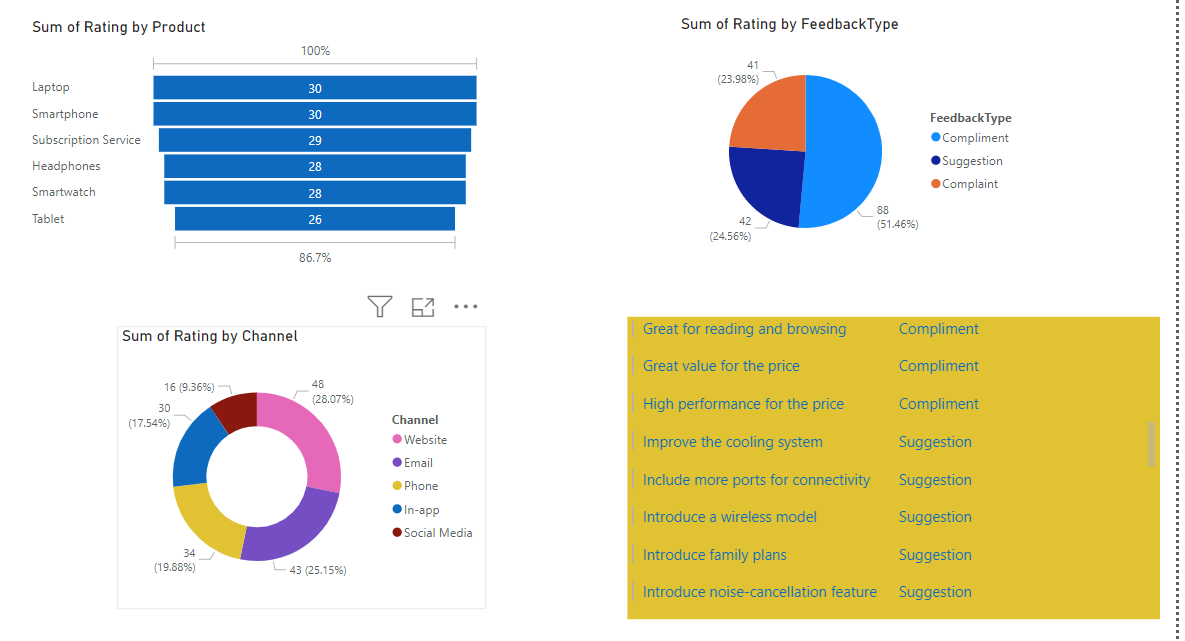 Sum of Rating by Product
100%
Laptop 30
Smartphone 30
Subscription Service 29
Headphones 28
Smartwatch 28
Tablet 26
86.7%
Sum of Rating by FeedbackType
41
(23.98%)
42
(24.56%)
88
(51.46%)
FeedbackType
Compliment
Suggestion
Complaint
Sum of Rating by Channel
16 (9.36%)
30
(17.54%)
34
(19.88%)
48
(28.07%)
43 (25.15%)
Channel
Website
Email
Phone
In-app
Social Media
Great for reading and browsing Compliment
Great value for the price Compliment
High performance for the price Compliment
Improve the cooling system Suggestion
Include more ports for connectivity Suggestion
Introduce a wireless model Suggestion
Introduce family plans Suggestion
Introduce noise-cancellation feature Suggestion